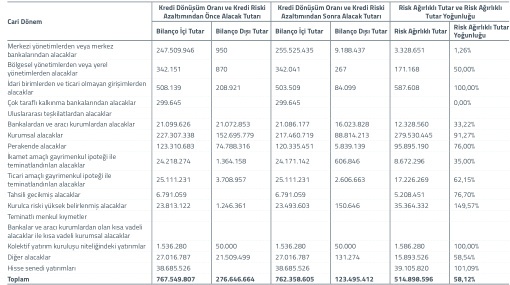 Cari Dönem
Kredi Dönüşüm Oranı ve Kredi Riski Azaltımından Önce Alacak Tutarı
Kredi Dönüşüm Oranı ve Kredi Riski Azaltımından Sonra Alacak Tutarı
Risk Ağırlıklı Tutar ve Risk Ağırlıklı Tutar Yoğunluğu
Bilanço İçi Tutar Bilanço Dışı Tutar Bilanço İçi Tutar Bilanço Dışı Tutar Risk Ağırlıklı Tutar Risk Ağırlıklı Tutar Yoğunluğu
Merkezi yönetimlerden veya merkez bankalarından alacaklar 247.509.946 950 255.525.435 9.188.437 3.328.651 1,26%
Bölgesel yönetimlerden veya yerel yönetimlerden alacaklar 342.151 870 342.041 267 171.168 50,00%
İdari birimlerden ve ticari olmayan girişimlerden alacaklar 508.139 208.921 503.509 84.099 587.608 100,00%
Çok taraflı kalkınma bankalarından alacaklar 299.645 299.645 0,00%
Uluslararası teşkilatlardan alacaklar
Bankalardan ve aracı kurumlardan alacaklar 21.099.626 21.072.853 21.086.177 16.023.828 12.328.560 33,22%
Kurumsal alacaklar 227.307.338 152.695.779 217.460.719 88.814.213 279.530.445 91,27%
Perakende alacaklar 123.310.683 74.788.316 120.335.451 5.839.139 95.895.190 76,00%
İkamet amaçlı gayrimenkul ipoteği ile teminatlandırılan alacaklar 24.218.274 1.364.158 24.171.142 606.846 8.672.296 35,00%
Ticari amaçlı gayrimenkul ipoteği ile teminatlandırılan alacaklar 25.111.231 3.708.957 25.111.231 2.606.663 17.226.269 62,15%
Tahsili gecikmiş alacaklar 6.791.059 6.791.059 5.208.451 76,70%
Kurulca riski yüksek belirlenmiş alacaklar 23.813.122 1.246.361 23.493.603 150.646 35.364.332 149,57%
Teminatlı menkul kıymetler
Bankalar ve aracı kurumlardan olan kısa vadeli alacaklar ile kısa vadeli kurumsal alacaklar
Kolektif yatırım kuruluşu niteliğindeki yatırımlar 1.536.280 50.000 1.536.280 50.000 1.586.280 100,00%
Diğer alacaklar 27.016.787 21.509.499 27.016.787 131.274 15.893.526 58,54%
Hisse senedi yatırımları 38.685.526 38.685.526 39.105.820 101,09%
Toplam 767.549.807 276.646.664 762.358.605 123.495.412 514.898.596 58,12%